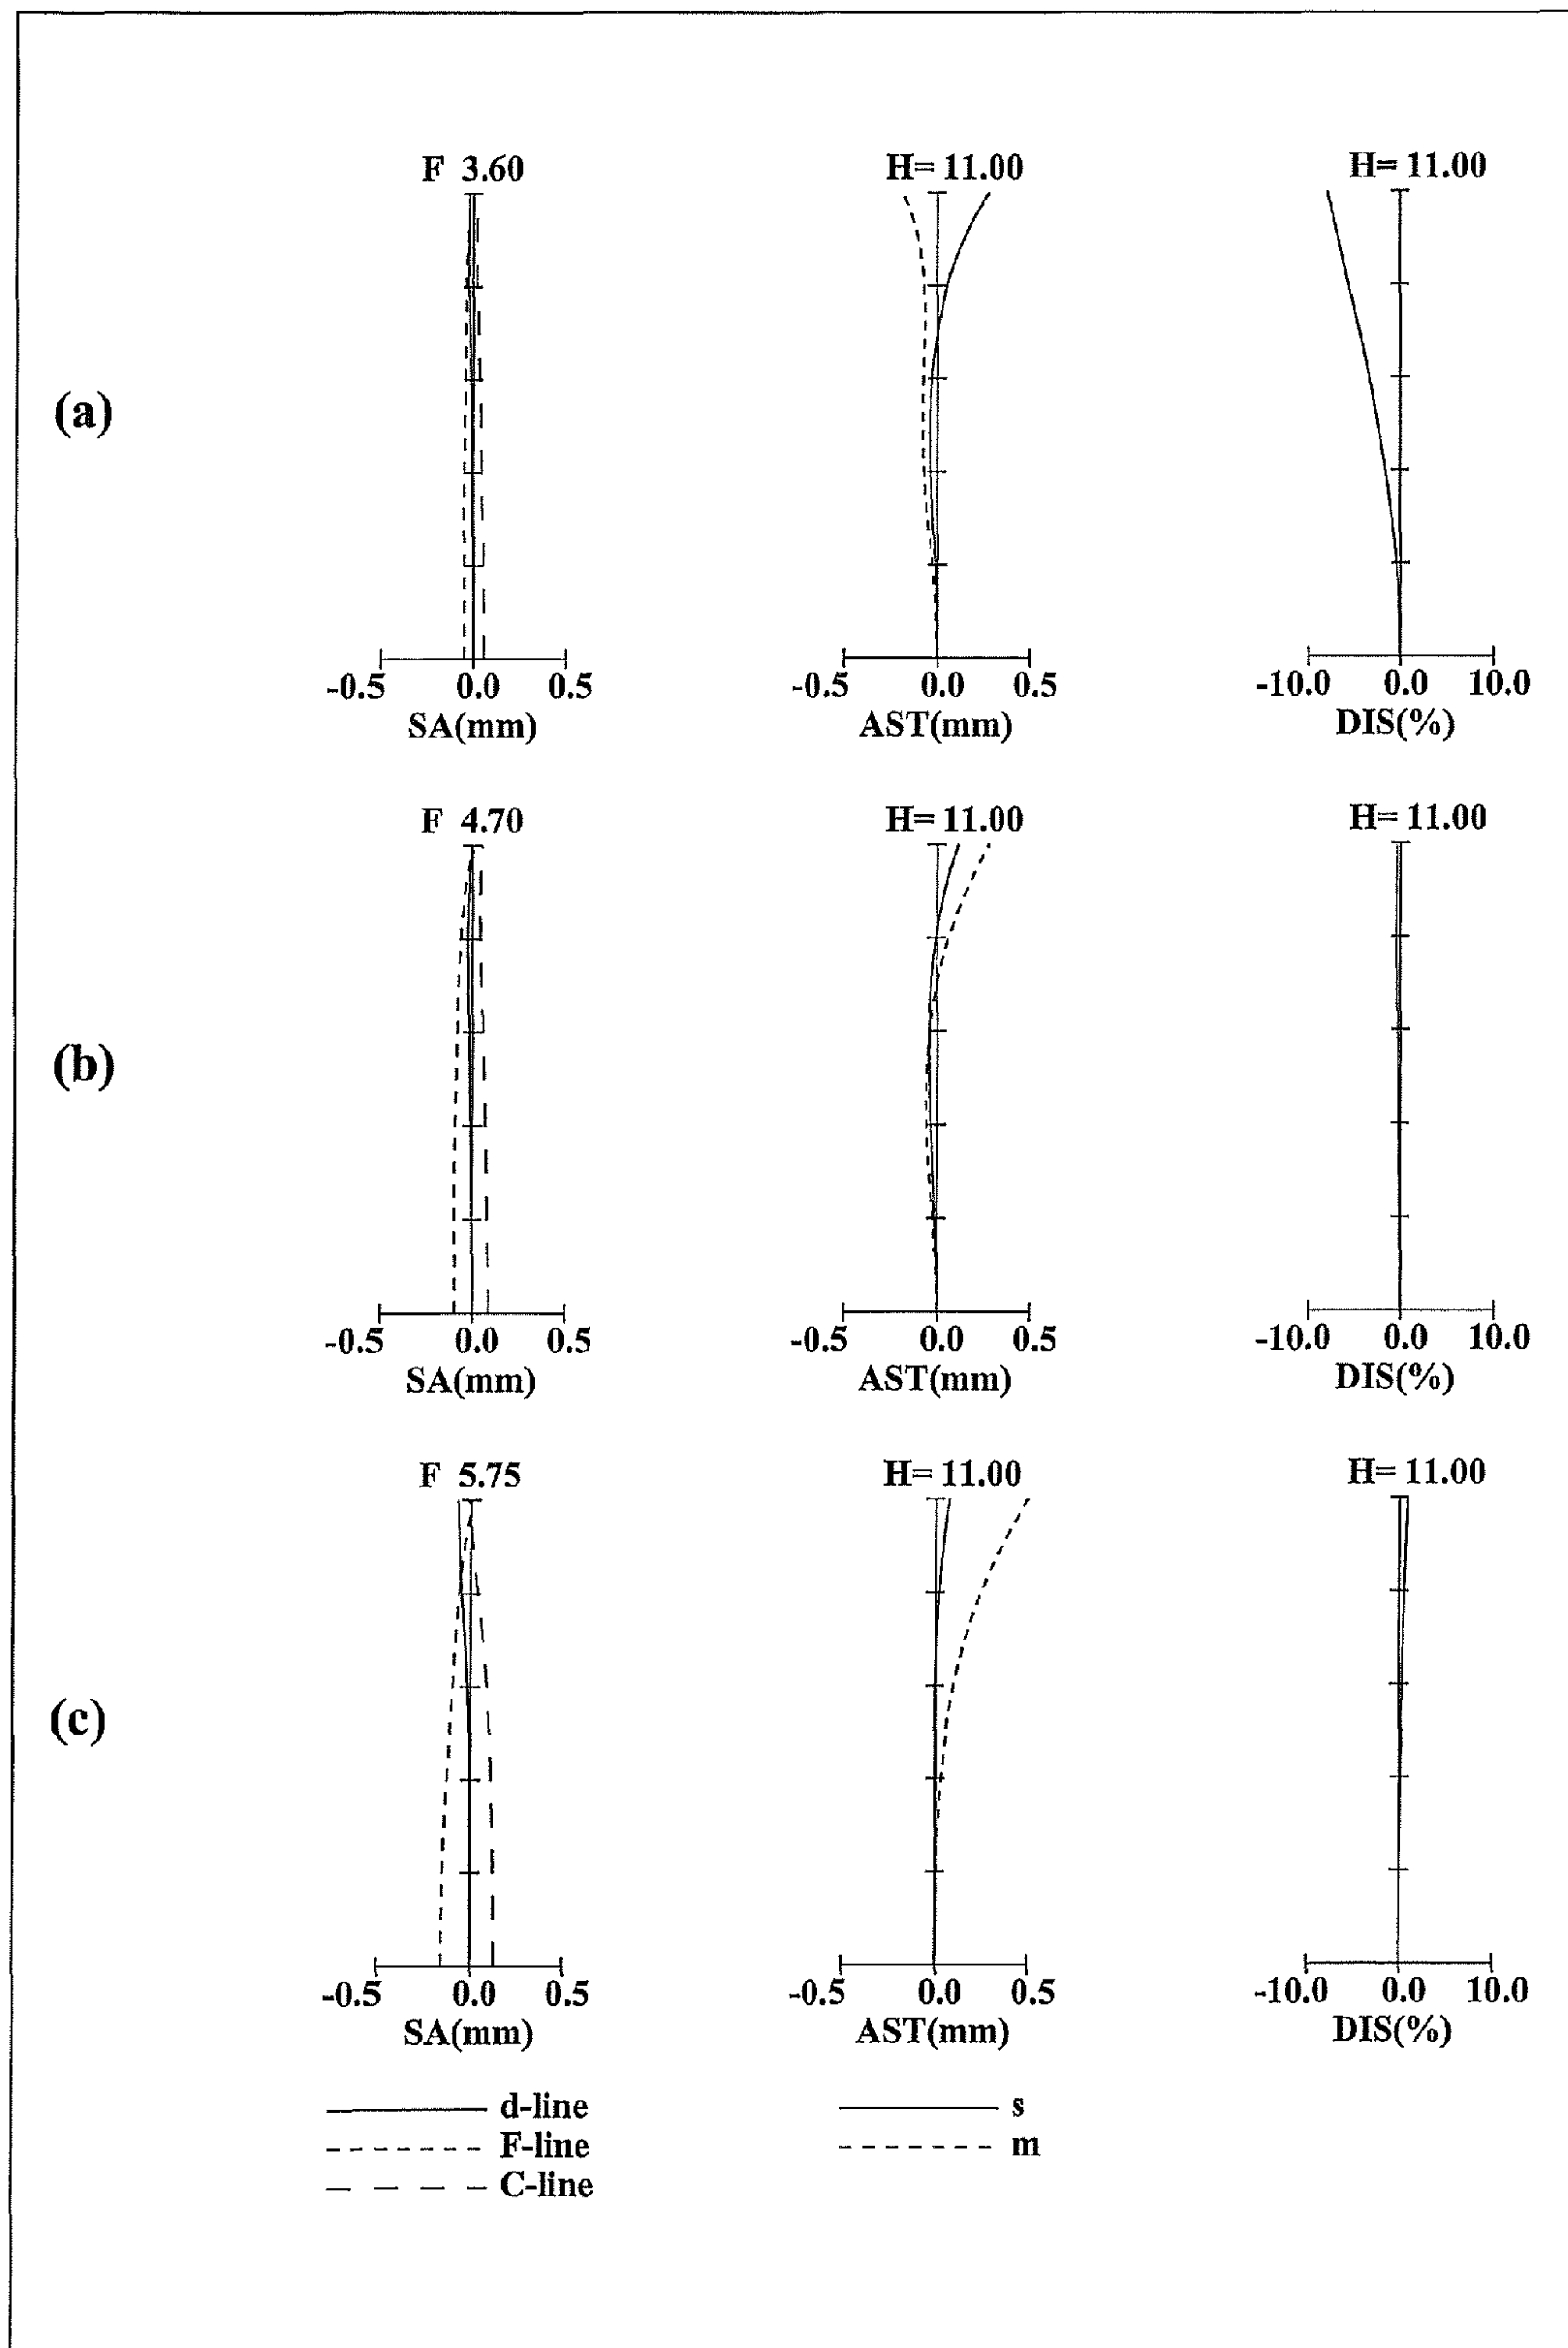 (a)
F 3.60
H= 11.00
H= 11.00
-0.5 0.0 0.5
SA(mm)
-0.5 0.0 0.5
AST(mm)
-10.0 0.0 10.0
DIS(%)
(b)
F 4.70
H= 11.00
H= 11.00
-0.5 0.0 0.5
SA(mm)
-0.5 0.0 0.5
AST(mm)
-10.0 0.0 10.0
DIS(%)
(c)
F 5.75
H= 11.00
H= 11.00
-0.5 0.0 0.5
SA(mm)
-0.5 0.0 0.5
AST(mm)
-10.0 0.0 10.0
DIS(%)
d-line
F-line
C-line
s
m